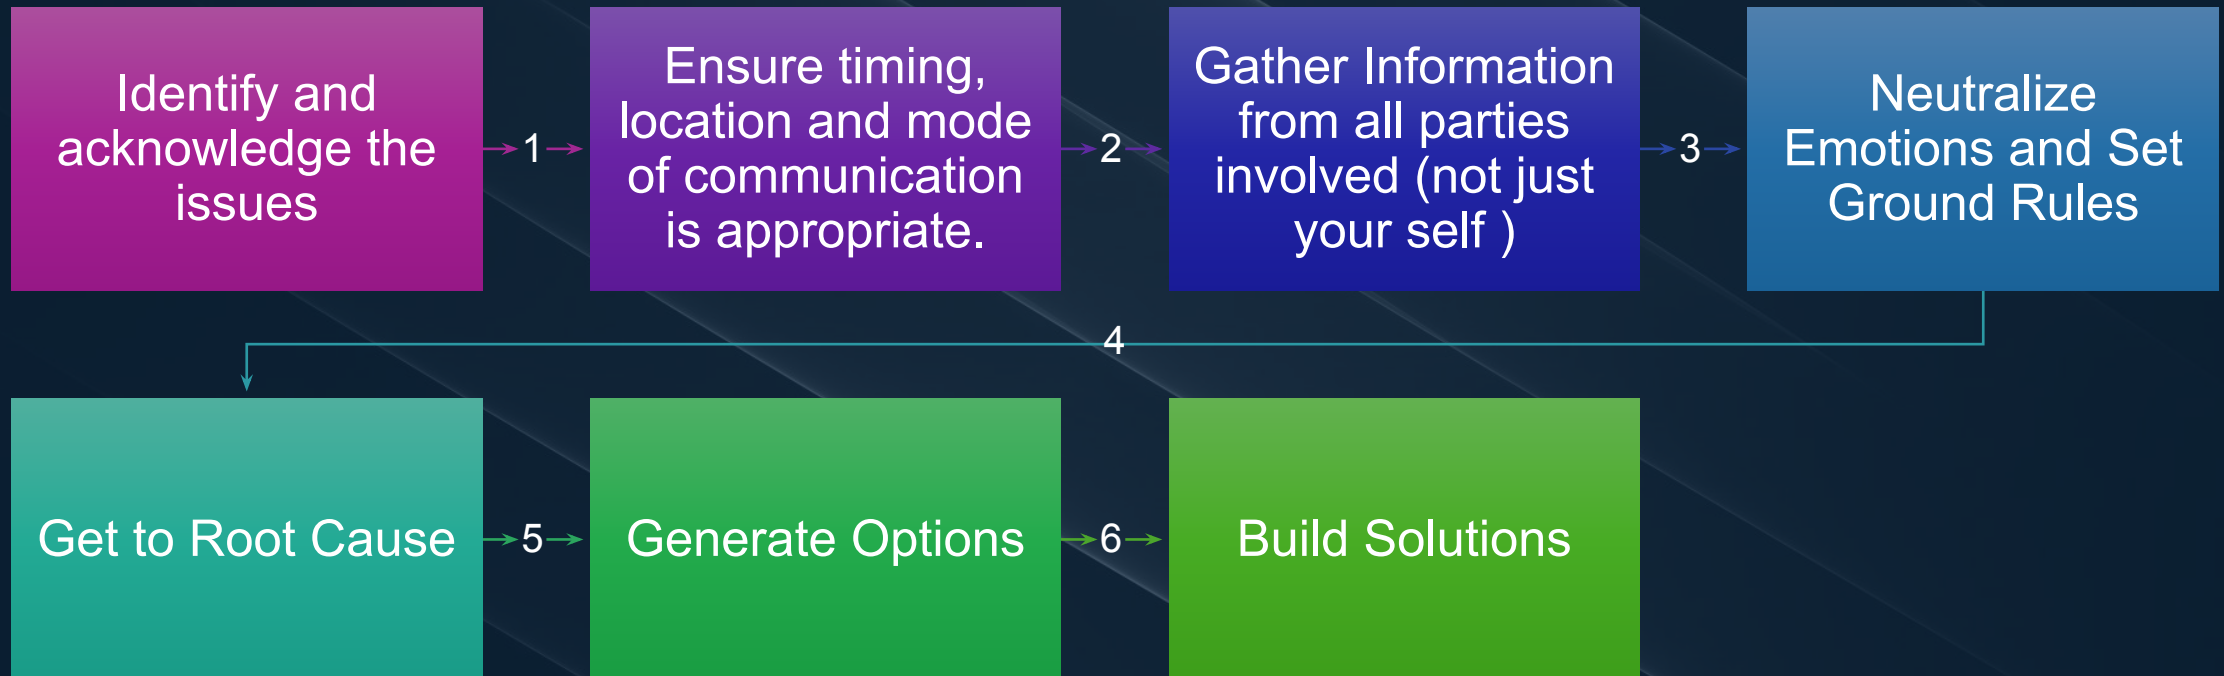 Identify and
acknowledge the
issues
1
Ensure timing,
location and mode
of communication
is appropriate.
2
Gather Information
from all parties
involved (not just
your self )
3
Neutralize
Emotions and Set
Ground Rules
4
Get to Root Cause
5
Generate Options
6
Build Solutions